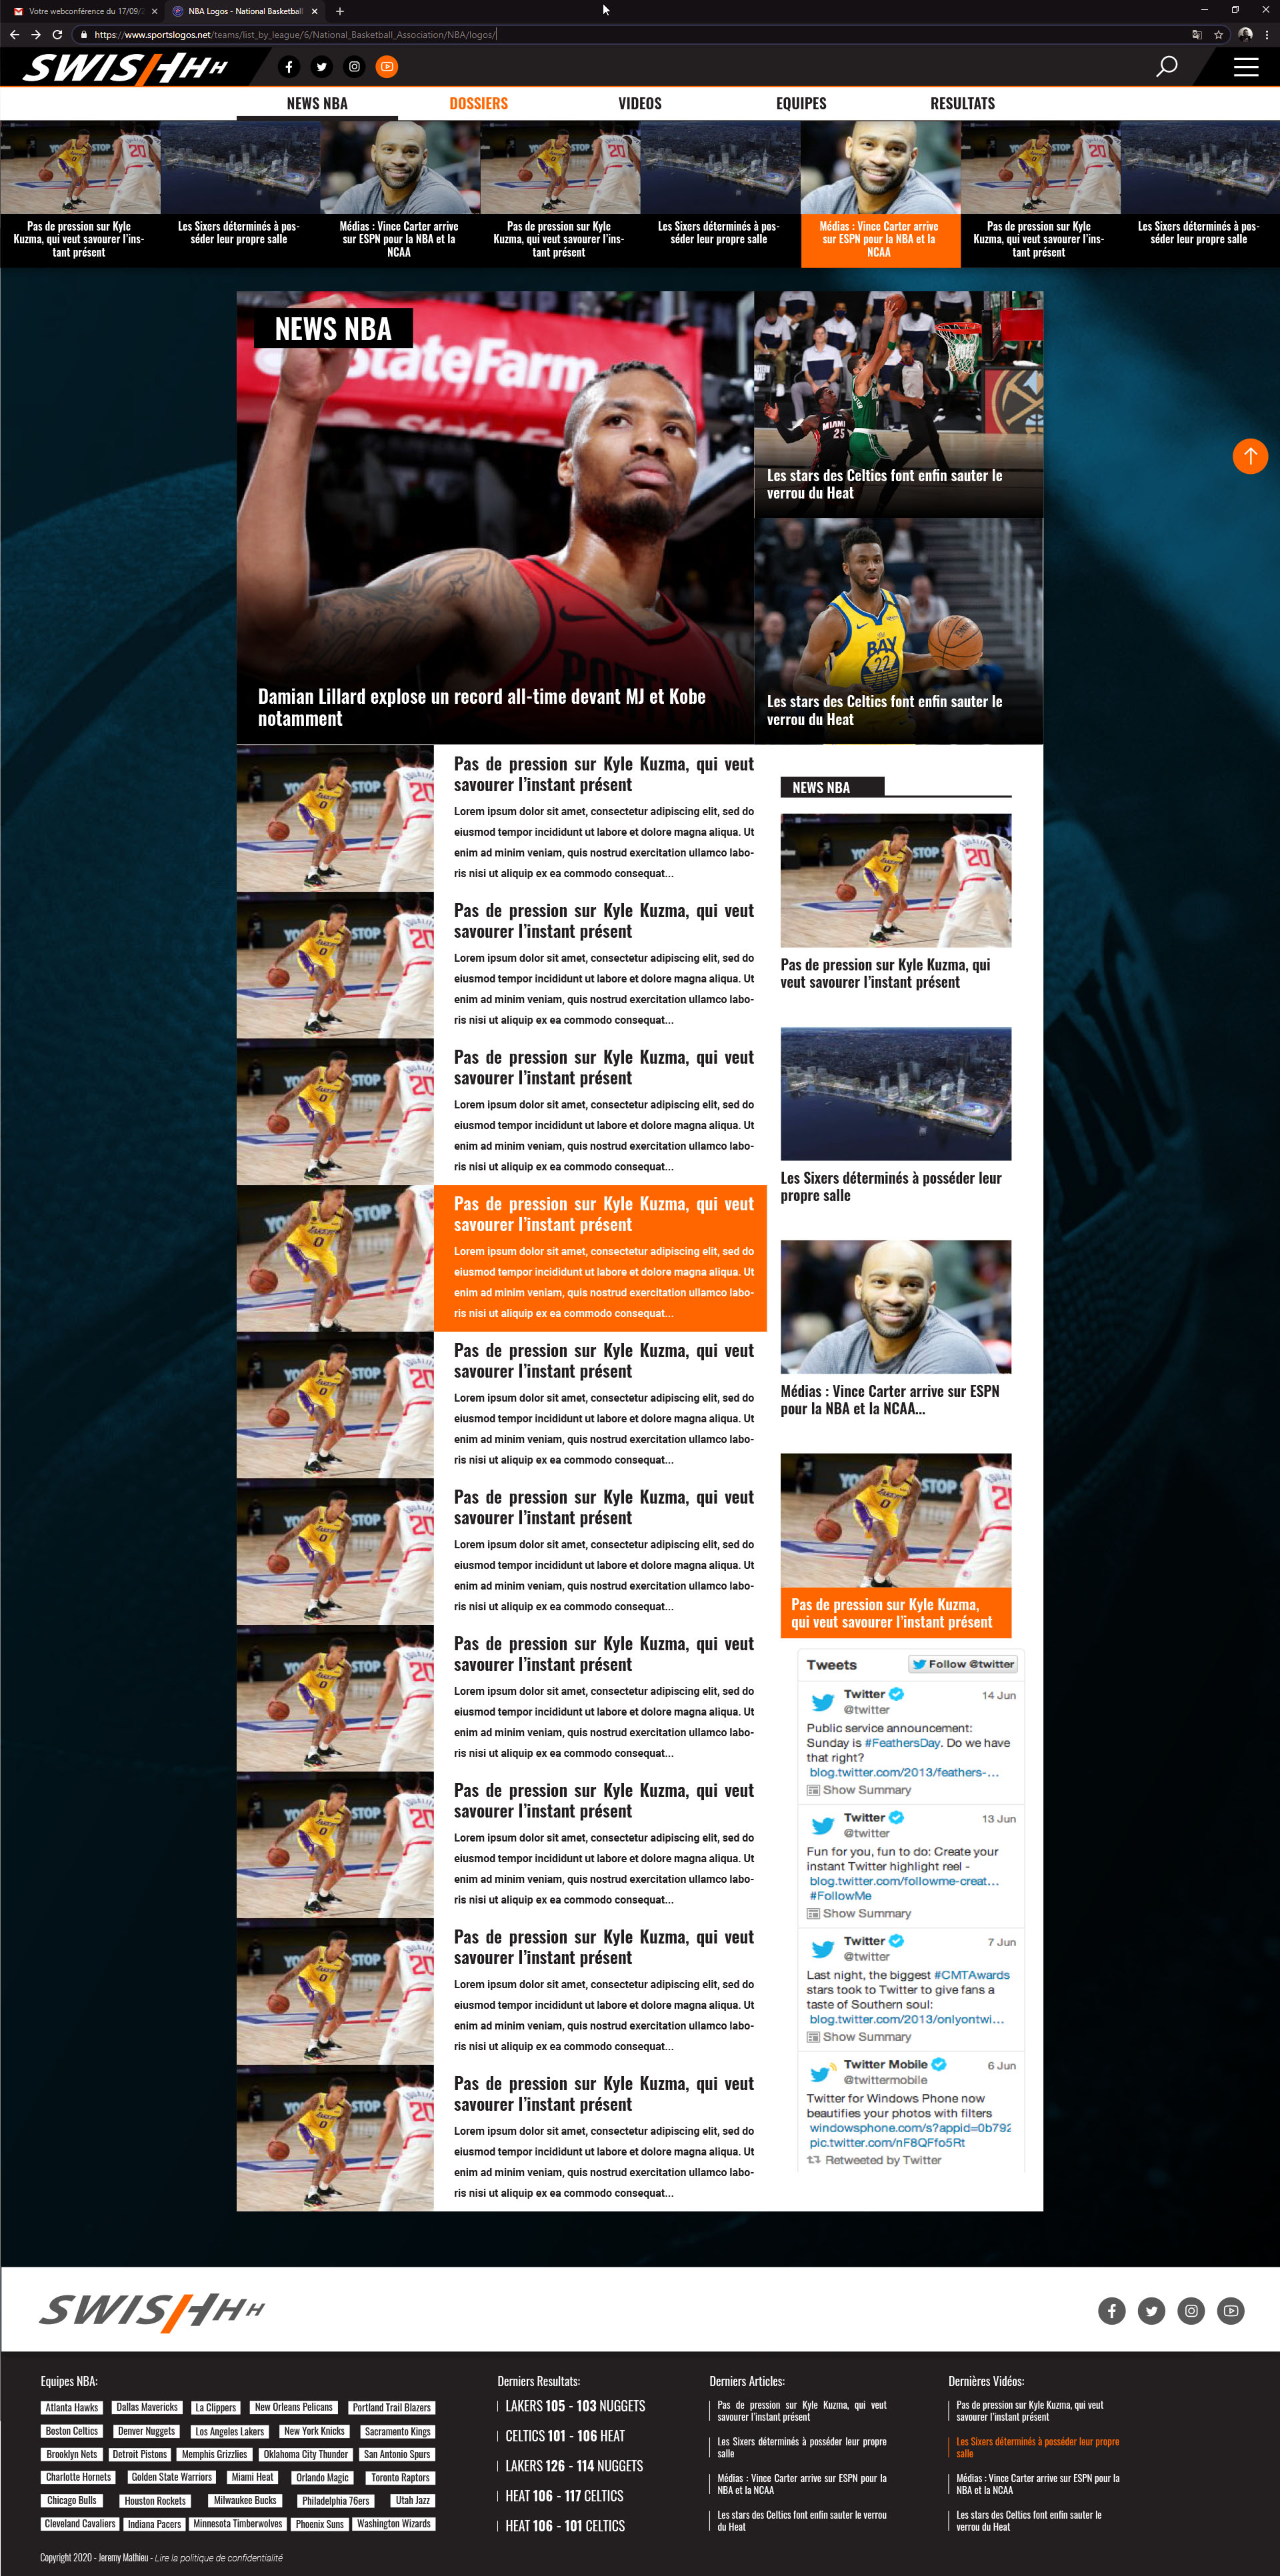 Votre webconférence du 17/09/
NBA Logos - National Basketball
https://www.sportslogos.net/teams/list_by_league/6/National_Basketball_Association/NBA/logos/
SWISHHH
NEWS NBA
DOSSIERS
VIDEOS
EQUIPES
RESULTATS
Pas de pression sur Kyle
Kuzma, qui veut savourer l'ins-
tant présent
Les Sixers déterminés à pos-
séder leur propre salle
Médias : Vince Carter arrive
sur ESPN pour la NBA et la
NCAA
Pas de pression sur Kyle
Kuzma, qui veut savourer l'ins-
tant présent
Les Sixers déterminés à pos-
séder leur propre salle
Médias : Vince Carter arrive
sur ESPN pour la NBA et la
NCAA
Pas de pression sur Kyle
Kuzma, qui veut savourer l'ins-
tant présent
Les Sixers déterminés à pos-
séder leur propre salle
NEWS NBA
StateFarm
Damian Lillard explose un record all-time devant MJ et Kobe
notamment
MIAMI
25
Les stars des Celtics font enfin sauter le
verrou du Heat
BAY
22
Les stars des Celtics font enfin sauter le
verrou du Heat
Pas de pression sur Kyle Kuzma, qui veut
savourer l'instant présent
Lorem ipsum dolor sit amet, consectetur adipiscing elit, sed do
eiusmod tempor incididunt ut labore et dolore magna aliqua. Ut
enim ad minim veniam, quis nostrud exercitation ullamco labo-
ris nisi ut aliquip ex ea commodo consequat...
Pas de pression sur Kyle Kuzma, qui veut
savourer l'instant présent
Lorem ipsum dolor sit amet, consectetur adipiscing elit, sed do
eiusmod tempor incididunt ut labore et dolore magna aliqua. Ut
enim ad minim veniam, quis nostrud exercitation ullamco labo-
ris nisi ut aliquip ex ea commodo consequat...
Pas de pression sur Kyle Kuzma, qui veut
savourer l'instant présent
Lorem ipsum dolor sit amet, consectetur adipiscing elit, sed do
eiusmod tempor incididunt ut labore et dolore magna aliqua. Ut
enim ad minim veniam, quis nostrud exercitation ullamco labo-
ris nisi ut aliquip ex ea commodo consequat...
Pas de pression sur Kyle Kuzma, qui veut
savourer l'instant présent
Lorem ipsum dolor sit amet, consectetur adipiscing elit, sed do
eiusmod tempor incididunt ut labore et dolore magna aliqua. Ut
enim ad minim veniam, quis nostrud exercitation ullamco labo-
ris nisi ut aliquip ex ea commodo consequat...
Pas de pression sur Kyle Kuzma, qui veut
savourer l'instant présent
Lorem ipsum dolor sit amet, consectetur adipiscing elit, sed do
eiusmod tempor incididunt ut labore et dolore magna aliqua. Ut
enim ad minim veniam, quis nostrud exercitation ullamco labo-
ris nisi ut aliquip ex ea commodo consequat...
Pas de pression sur Kyle Kuzma, qui veut
savourer l'instant présent
Lorem ipsum dolor sit amet, consectetur adipiscing elit, sed do
eiusmod tempor incididunt ut labore et dolore magna aliqua. Ut
enim ad minim veniam, quis nostrud exercitation ullamco labo-
ris nisi ut aliquip ex ea commodo consequat...
Pas de pression sur Kyle Kuzma, qui veut
savourer l'instant présent
Lorem ipsum dolor sit amet, consectetur adipiscing elit, sed do
eiusmod tempor incididunt ut labore et dolore magna aliqua. Ut
enim ad minim veniam, quis nostrud exercitation ullamco labo-
ris nisi ut aliquip ex ea commodo consequat...
Pas de pression sur Kyle Kuzma, qui veut
savourer l'instant présent
Lorem ipsum dolor sit amet, consectetur adipiscing elit, sed do
eiusmod tempor incididunt ut labore et dolore magna aliqua. Ut
enim ad minim veniam, quis nostrud exercitation ullamco labo-
ris nisi ut aliquip ex ea commodo consequat...
Pas de pression sur Kyle Kuzma, qui veut
savourer l'instant présent
Lorem ipsum dolor sit amet, consectetur adipiscing elit, sed do
eiusmod tempor incididunt ut labore et dolore magna aliqua. Ut
enim ad minim veniam, quis nostrud exercitation ullamco labo-
ris nisi ut aliquip ex ea commodo consequat...
Pas de pression sur Kyle Kuzma, qui veut
savourer l'instant présent
Lorem ipsum dolor sit amet, consectetur adipiscing elit, sed do
eiusmod tempor incididunt ut labore et dolore magna aliqua. Ut
enim ad minim veniam, quis nostrud exercitation ullamco labo-
ris nisi ut aliquip ex ea commodo consequat...
NEWS NBA
Pas de pression sur Kyle Kuzma, qui
veut savourer l'instant présent
Les Sixers déterminés à posséder leur
propre salle
Médias : Vince Carter arrive sur ESPN
pour la NBA et la NCAA...
Pas de pression sur Kyle Kuzma,
qui veut savourer l'instant présent
Tweets
Follow @twitter
Twitter 14 Jun
@twitter
Public service announcement:
Sunday is #FeathersDay. Do we have
that right?
blog.twitter.com/2013/feathers-...
Show Summary
Twitter 13 Jun
@twitter
Fun for you, fun to do: Create your
instant Twitter highlight reel -
blog.twitter.com/followme-creat...
#FollowMe
Show Summary
Twitter 7 Jun
@twitter
Last night, the biggest #CMTAwards
stars took to Twitter to give fans a
taste of Southern soul:
blog.twitter.com/2013/onlyontwi...
Show Summary
Twitter Mobile 6 Jun
@twittermobile
Twitter for Windows Phone now
beautifies your photos with filters
windowsphone.com/s?appid=0b792
pic.twitter.com/nF8QFfo5Rt
Retweeted by Twitter
SWISHHH
Equipes NBA:
Atlanta Hawks Dallas Mavericks La Clippers New Orleans Pelicans Portland Trail Blazers
Boston Celtics Denver Nuggets Los Angeles Lakers New York Knicks Sacramento Kings
Brooklyn Nets Detroit Pistons Memphis Grizzlies Oklahoma City Thunder San Antonio Spurs
Charlotte Hornets Golden State Warriors Miami Heat Orlando Magic Toronto Raptors
Chicago Bulls Houston Rockets Milwaukee Bucks Philadelphia 76ers Utah Jazz
Cleveland Cavaliers Indiana Pacers Minnesota Timberwolves Phoenix Suns Washington Wizards
Derniers Resultats:
LAKERS 105 - 103 NUGGETS
CELTICS 101 - 106 HEAT
LAKERS 126 - 114 NUGGETS
HEAT 106 - 117 CELTICS
HEAT 106 - 101 CELTICS
Derniers Articles:
Pas de pression sur Kyle Kuzma, qui veut
savourer l'instant présent
Les Sixers déterminés à posséder leur propre
salle
Médias : Vince Carter arrive sur ESPN pour la
NBA et la NCAA
Les stars des Celtics font enfin sauter le verrou
du Heat
Dernières Vidéos:
Pas de pression sur Kyle Kuzma, qui veut
savourer l'instant présent
Les Sixers déterminés à posséder leur propre
salle
Médias : Vince Carter arrive sur ESPN pour la
NBA et la NCAA
Les stars des Celtics font enfin sauter le
verrou du Heat
Copyright 2020 - Jeremy Mathieu - Lire la politique de confidentialité